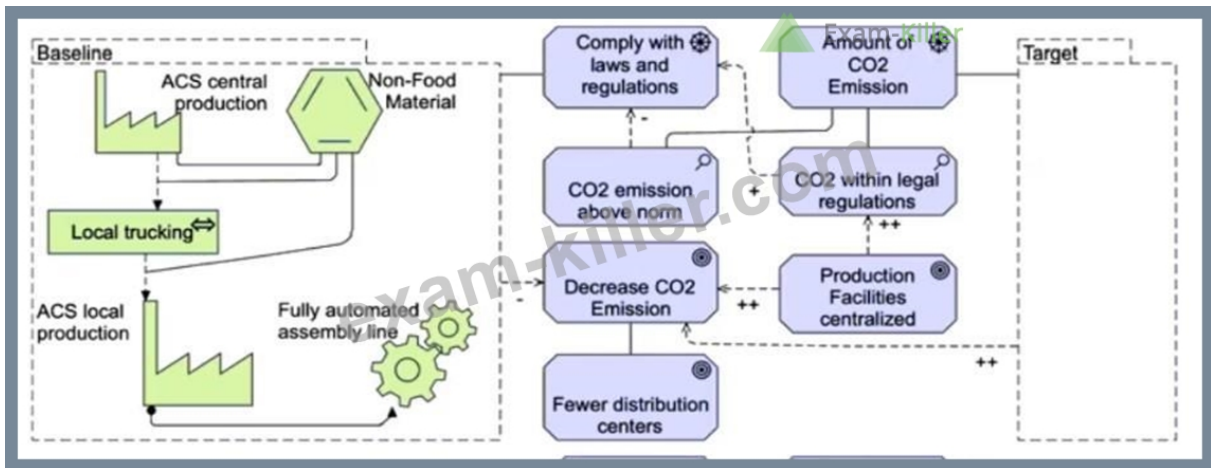 Baseline
ACS central
production
Non-Food
Material
Local trucking
ACS local
production
Fully automated
assembly line
Comply with
laws and
regulations
Exam-Killer
Amount of
CO2
Emission
-
CO2 emission
above norm
+
CO2 within legal
regulations
++
-
Decrease CO2
Emission
++
Production
Facilities
centralized
++
Fewer distribution
centers
Target
exam-killer.com